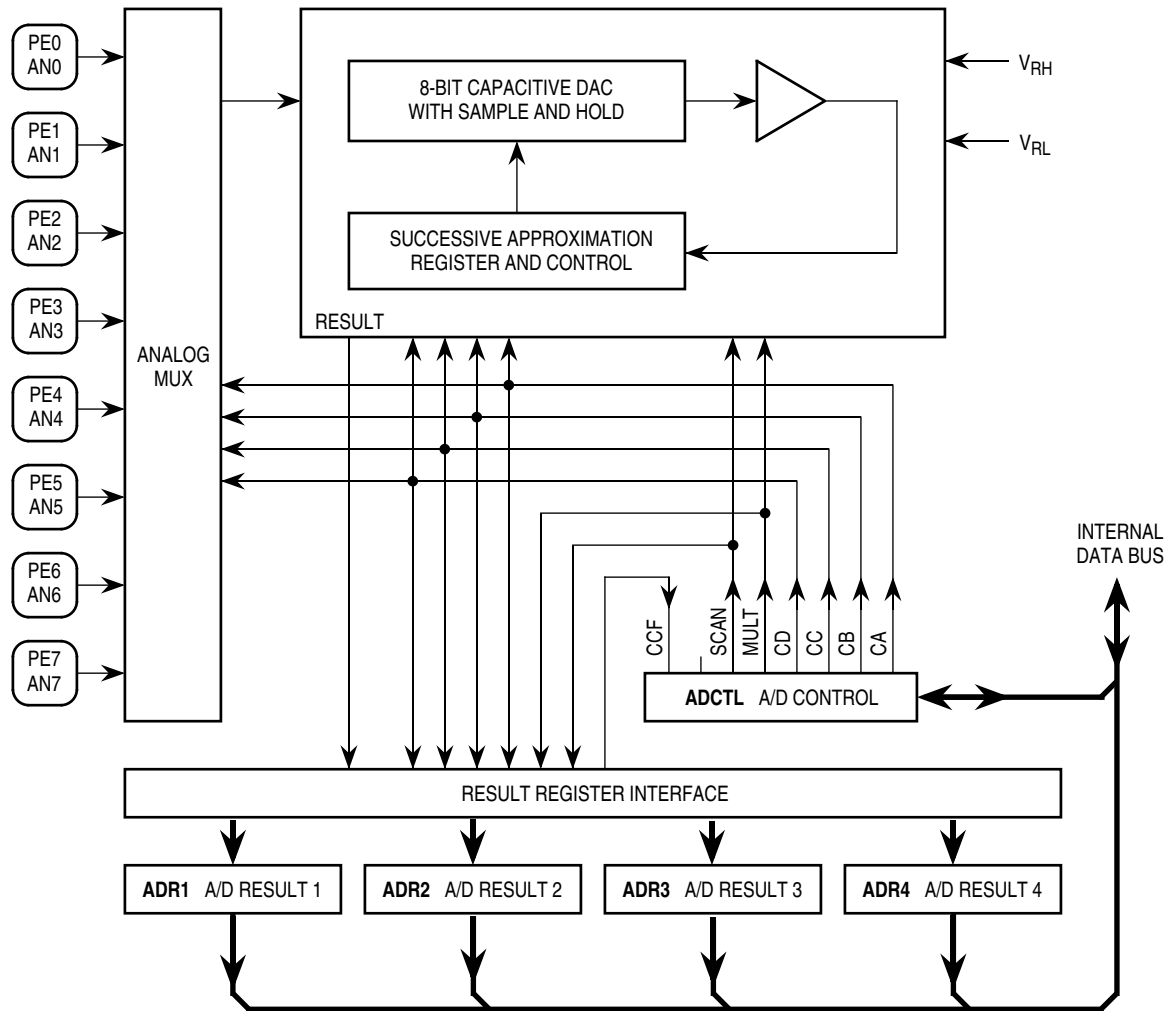 PE0
AN0
PE1
AN1
PE2
AN2
PE3
AN3
PE4
AN4
PE5
AN5
PE6
AN6
PE7
AN7
ANALOG
MUX
8-BIT CAPACITIVE DAC
WITH SAMPLE AND HOLD
SUCCESSIVE APPROXIMATION
REGISTER AND CONTROL
RESULT
VRH
VRL
INTERNAL
DATA BUS
CCF
SCAN
MULT
CD
CC
CB
CA
ADCTL A/D CONTROL
RESULT REGISTER INTERFACE
ADR1 A/D RESULT 1
ADR2 A/D RESULT 2
ADR3 A/D RESULT 3
ADR4 A/D RESULT 4